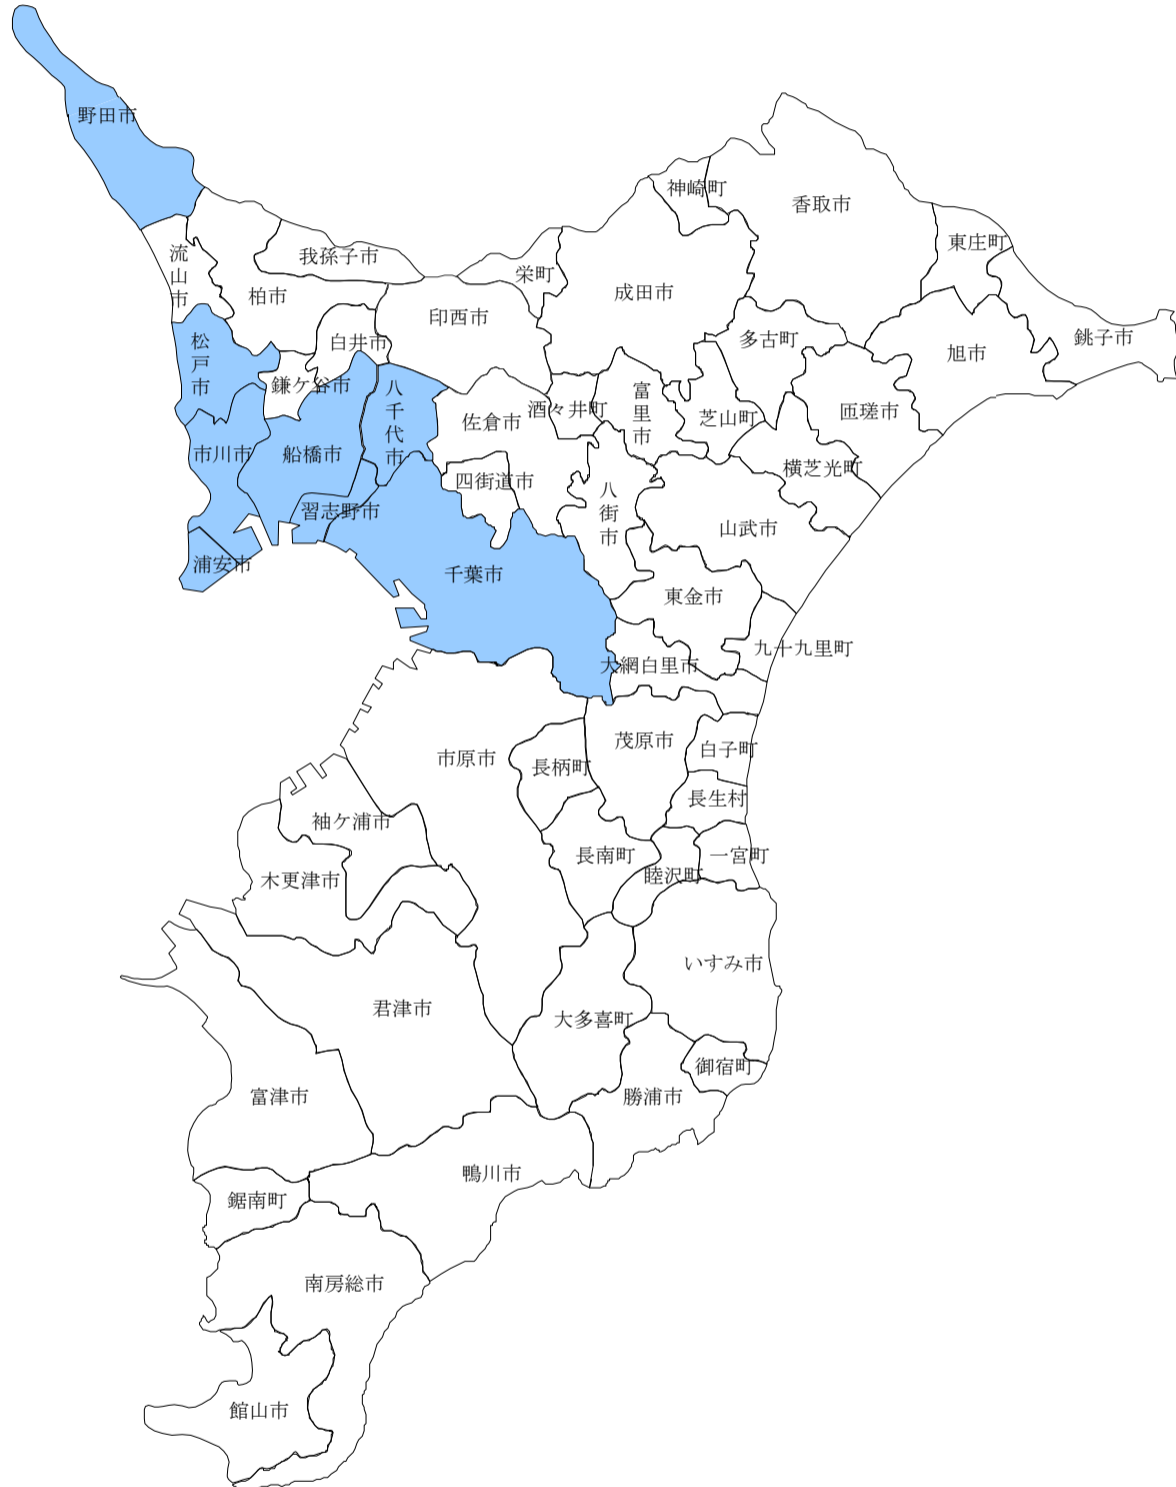 野田市
神崎町
香取市
東庄町
流山市
我孫子市
栄町
成田市
柏市
印西市
多古町
銚子市
白井市
旭市
松戸市
鎌ケ谷市
八千代市
酒々井町
富里市
芝山町
匝瑳市
佐倉市
市川市
船橋市
横芝光町
四街道市
八街市
習志野市
山武市
浦安市
千葉市
東金市
九十九里町
大網白里市
茂原市
白子町
市原市
長柄町
長生村
袖ケ浦市
長南町
一宮町
睦沢町
木更津市
いすみ市
君津市
大多喜町
御宿町
富津市
勝浦市
鴨川市
鋸南町
南房総市
館山市